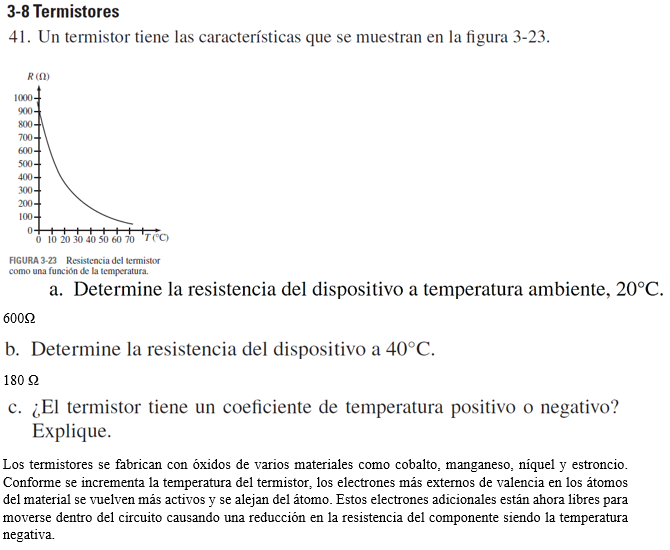 3-8 Termistores
41. Un termistor tiene las características que se muestran en la figura 3-23.
R (Ω)
1000
900
800
700
600
500
400
300
200
100
0
0 10 20 30 40 50 60 70 T (°C)
FIGURA 3-23 Resistencia del termistor
como una función de la temperatura.
a. Determine la resistencia del dispositivo a temperatura ambiente, 20°C.
600Ω
b. Determine la resistencia del dispositivo a 40°C.
180 Ω
c. ¿El termistor tiene un coeficiente de temperatura positivo o negativo?
Explique.
Los termistores se fabrican con óxidos de varios materiales como cobalto, manganeso, níquel y estroncio.
Conforme se incrementa la temperatura del termistor, los electrones más externos de valencia en los átomos
del material se vuelven más activos y se alejan del átomo. Estos electrones adicionales están ahora libres para
moverse dentro del circuito causando una reducción en la resistencia del componente siendo la temperatura
negativa.